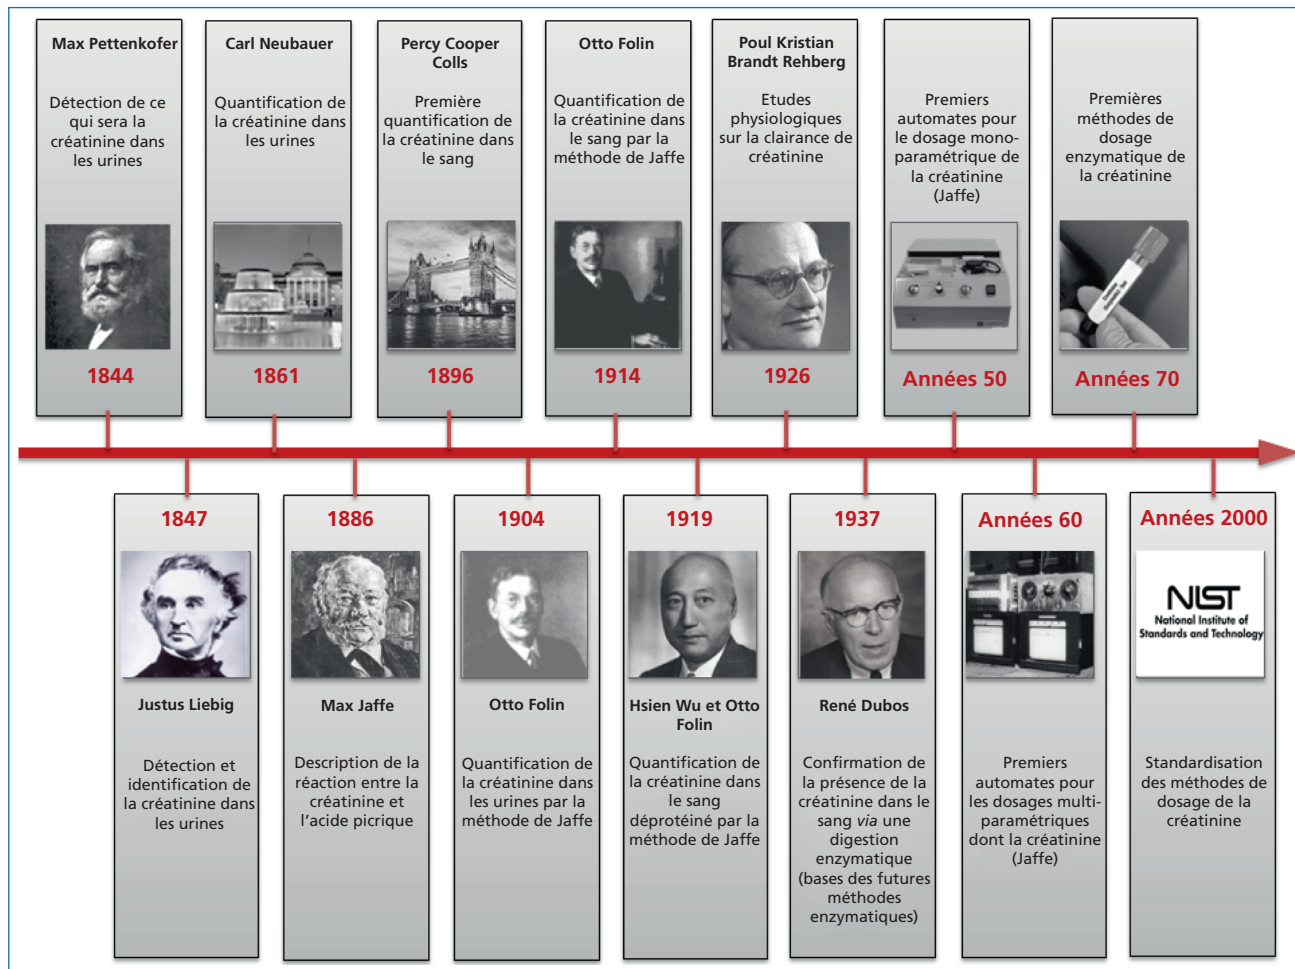 Max Pettenkofer
Détection de ce
qui sera la
créatinine dans
les urines
1844
Carl Neubauer
Quantification de
la créatinine dans
les urines
1861
Percy Cooper
Colls
Première
quantification de
la créatinine dans
le sang
1896
Otto Folin
Quantification de
la créatinine dans
le sang par la
méthode de Jaffe
1914
Poul Kristian
Brandt Rehberg
Etudes
physiologiques
sur la clairance de
créatinine
1926
Premiers
automates pour
le dosage mono-
paramétrique de
la créatinine
(Jaffe)
Années 50
Premières
méthodes de
dosage
enzymatique de
la créatinine
Années 70
1847
Justus Liebig
Détection et
identification de
la créatinine dans
les urines
1886
Max Jaffe
Description de la
réaction entre la
créatinine et
l’acide picrique
1904
Otto Folin
Quantification de
la créatinine dans
les urines par la
méthode de Jaffe
1919
Hsien Wu et Otto
Folin
Quantification de
la créatinine dans
le sang
déprotéiné par la
méthode de Jaffe
1937
René Dubos
Confirmation de
la présence de la
créatinine dans le
sang via une
digestion
enzymatique
(bases des futures
méthodes
enzymatiques)
Années 60
Premiers
automates pour
les dosages multi-
paramétriques
dont la créatinine
(Jaffe)
Années 2000
NIST
National Institute of
Standards and Technology
Standardisation
des méthodes de
dosage de la
créatinine